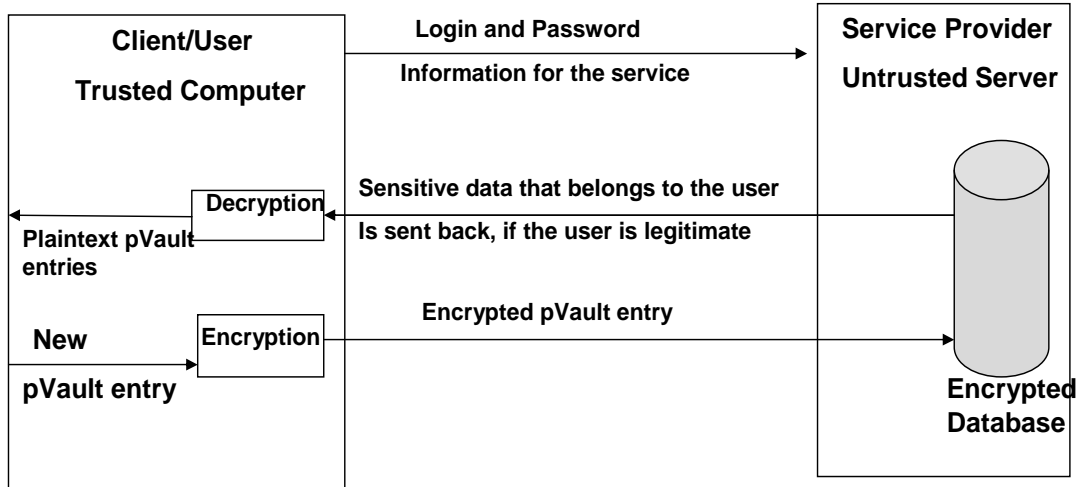 Client/User
Trusted Computer
Login and Password
Information for the service
Service Provider
Untrusted Server
Decryption
Sensitive data that belongs to the user
Is sent back, if the user is legitimate
Plaintext pVault
entries
New
pVault entry
Encryption
Encrypted pVault entry
Encrypted
Database